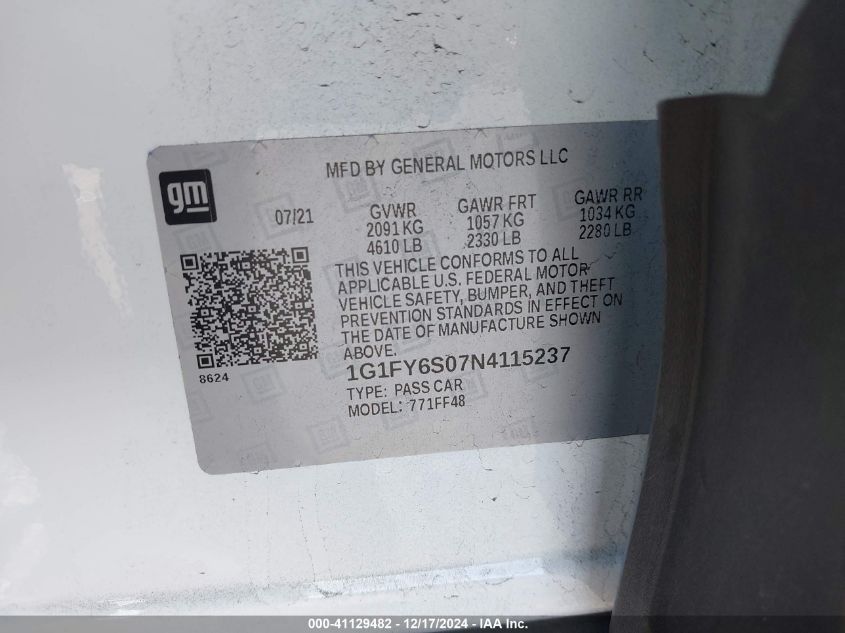 gm
MFD BY GENERAL MOTORS LLC
07/21 GVWR GAWR FRT GAWR RR
2091 KG 1057 KG 1034 KG
4610 LB 2330 LB 2280 LB
THIS VEHICLE CONFORMS TO ALL
APPLICABLE U.S. FEDERAL MOTOR
VEHICLE SAFETY, BUMPER, AND THEFT
PREVENTION STANDARDS IN EFFECT ON
THE DATE OF MANUFACTURE SHOWN
ABOVE.
8624
1G1FY6S07N4115237
TYPE: PASS CAR
MODEL: 771FF48
000-41129482 - 12/17/2024 - IAA Inc.